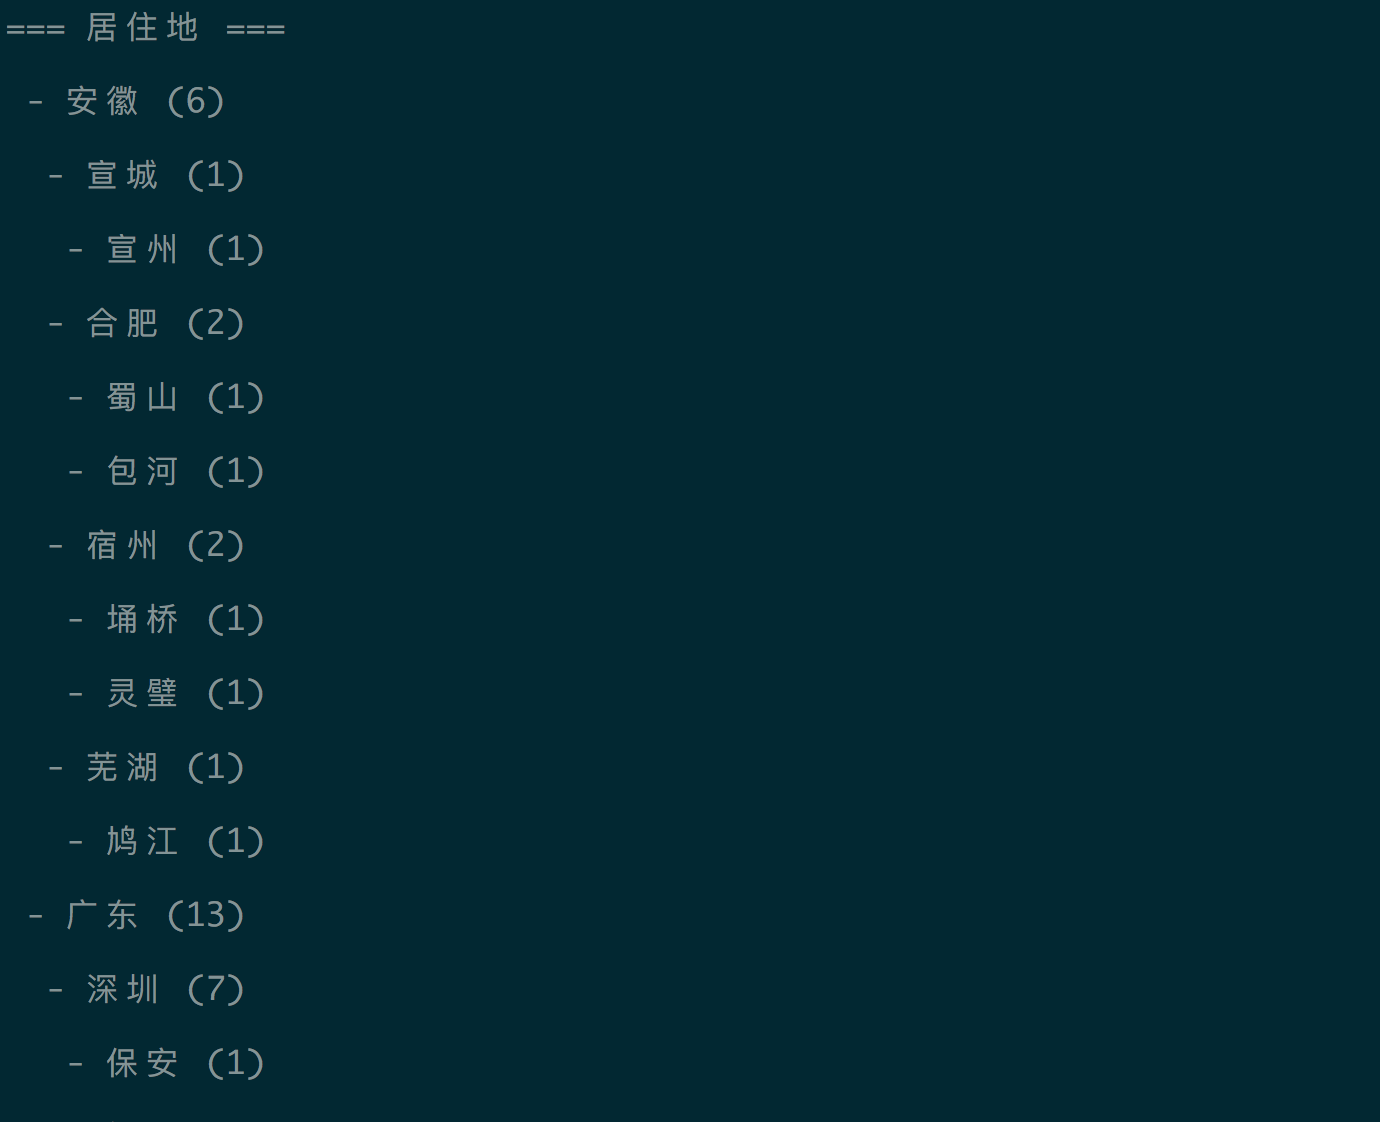 === 居住地 ===
- 安徽 (6)
- 宣城 (1)
- 宣州 (1)
- 合肥 (2)
- 蜀山 (1)
- 包河 (1)
- 宿州 (2)
- 埇桥 (1)
- 灵璧 (1)
- 芜湖 (1)
- 鸠江 (1)
- 广东 (13)
- 深圳 (7)
- 保安 (1)